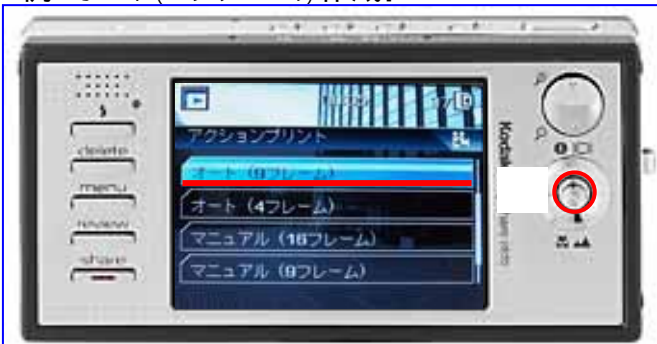 アクションプリント
オート (9フレーム)
オート (4フレーム)
マニュアル (16フレーム)
マニュアル (9フレーム)
delete
menu
review
share
Kodak